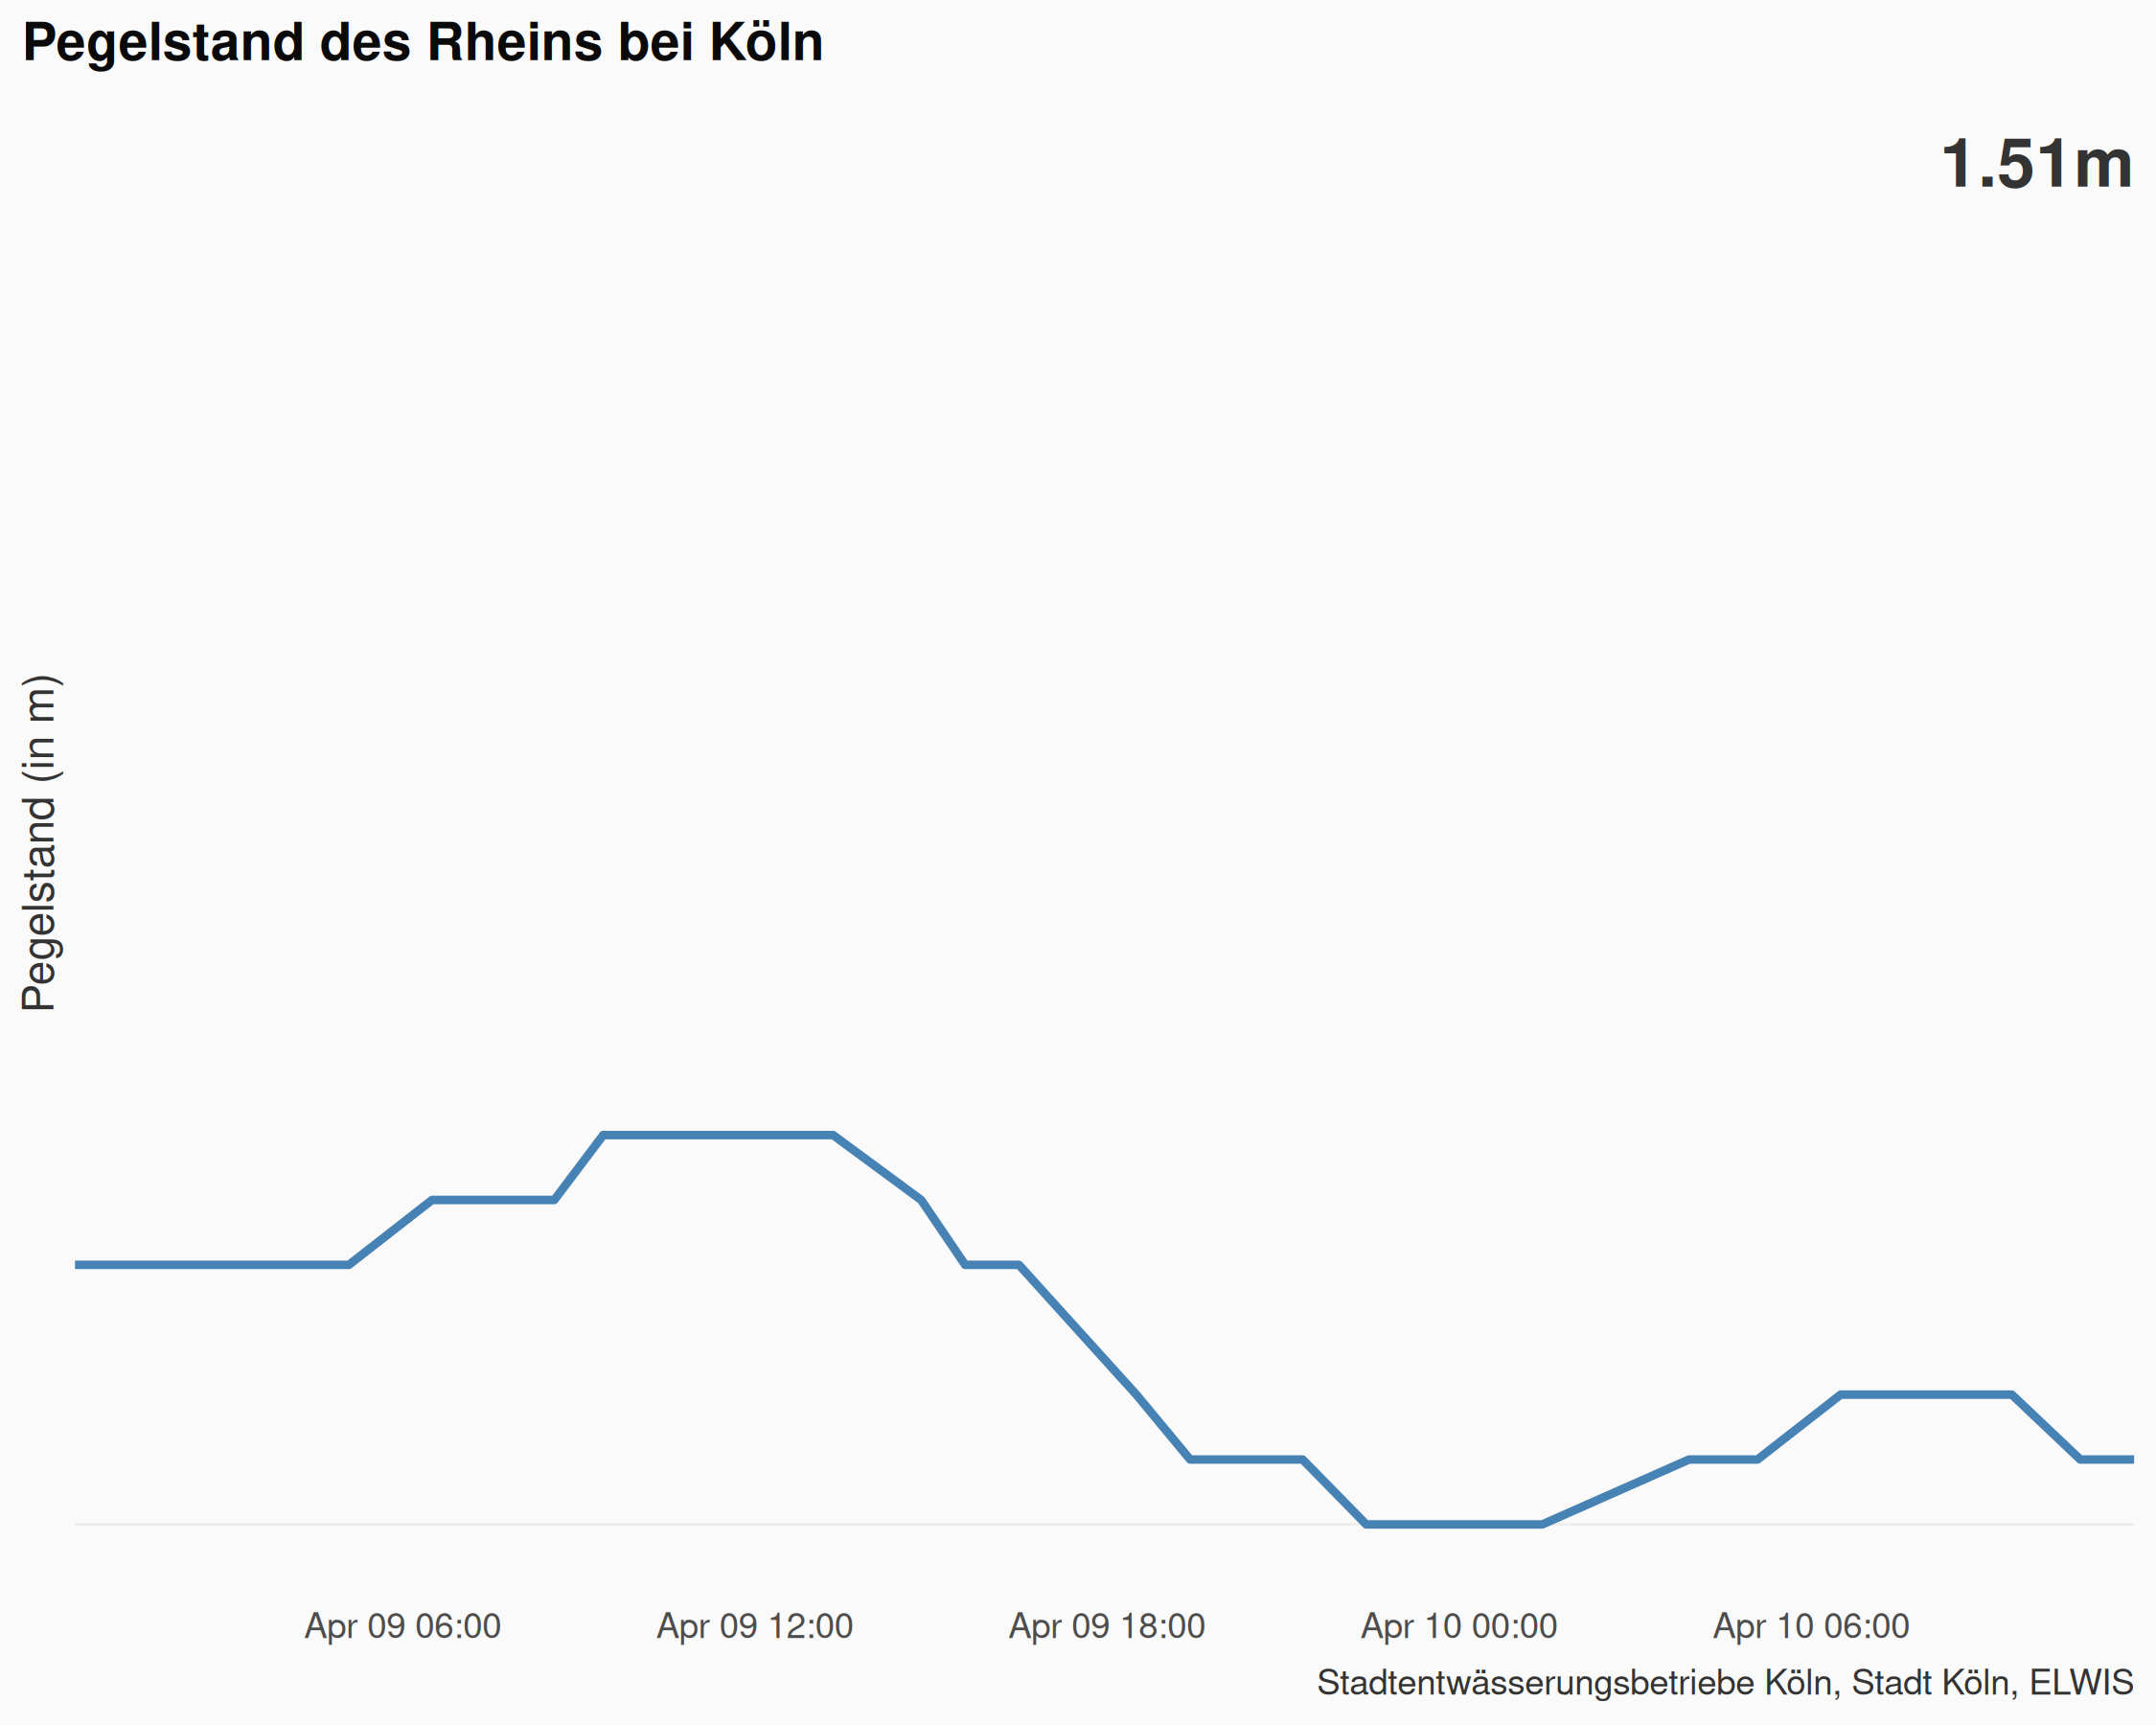 Pegelstand des Rheins bei Köln
1.51m
Pegelstand (in m)
Apr 09 06:00
Apr 09 12:00
Apr 09 18:00
Apr 10 00:00
Apr 10 06:00
Stadtentwässerungsbetriebe Köln, Stadt Köln, ELWIS